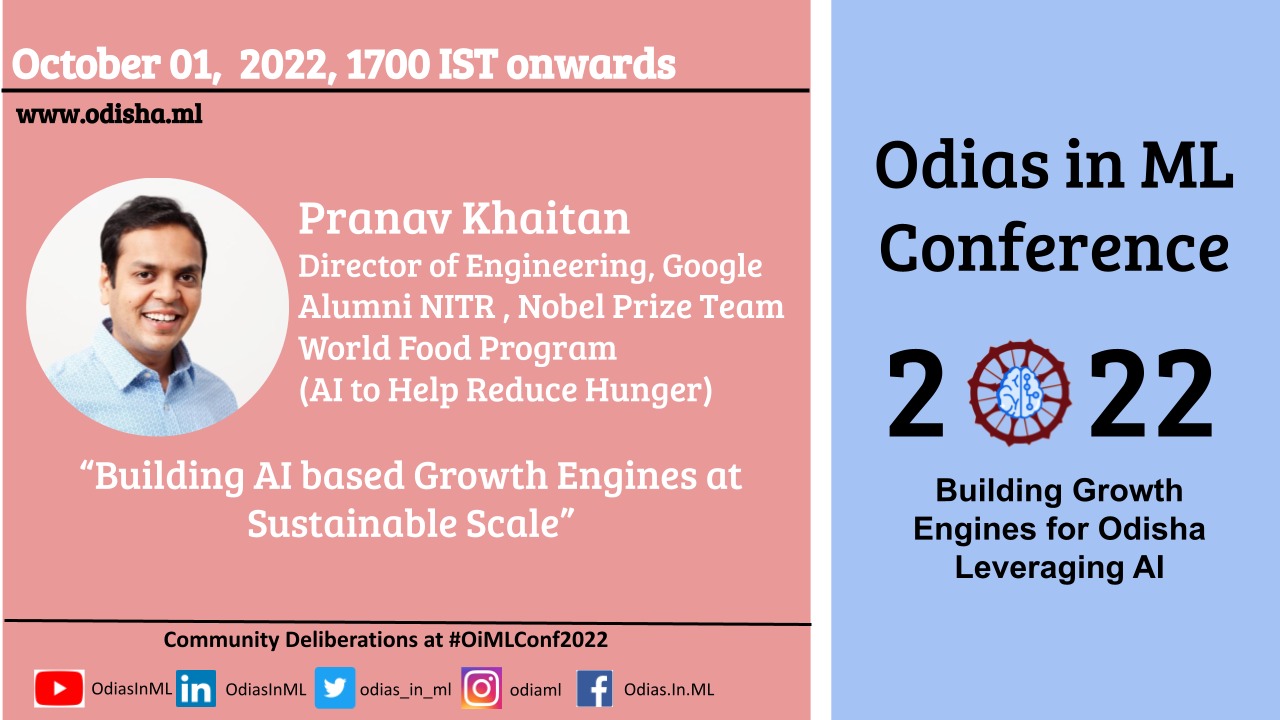 October 01,  2022, 1700 IST onwards
www.odisha.ml
Pranav Khaitan
Director of Engineering, Google
Alumni NITR , Nobel Prize Team
World Food Program
(AI to Help Reduce Hunger)
“Building AI based Growth Engines at
Sustainable Scale”
Community Deliberations at #OiMLConf2022
OdiasInML in OdiasInML odias_in_ml odiaml f Odias.In.ML
Odias in ML
Conference
2 22
Building Growth
Engines for Odisha
Leveraging AI